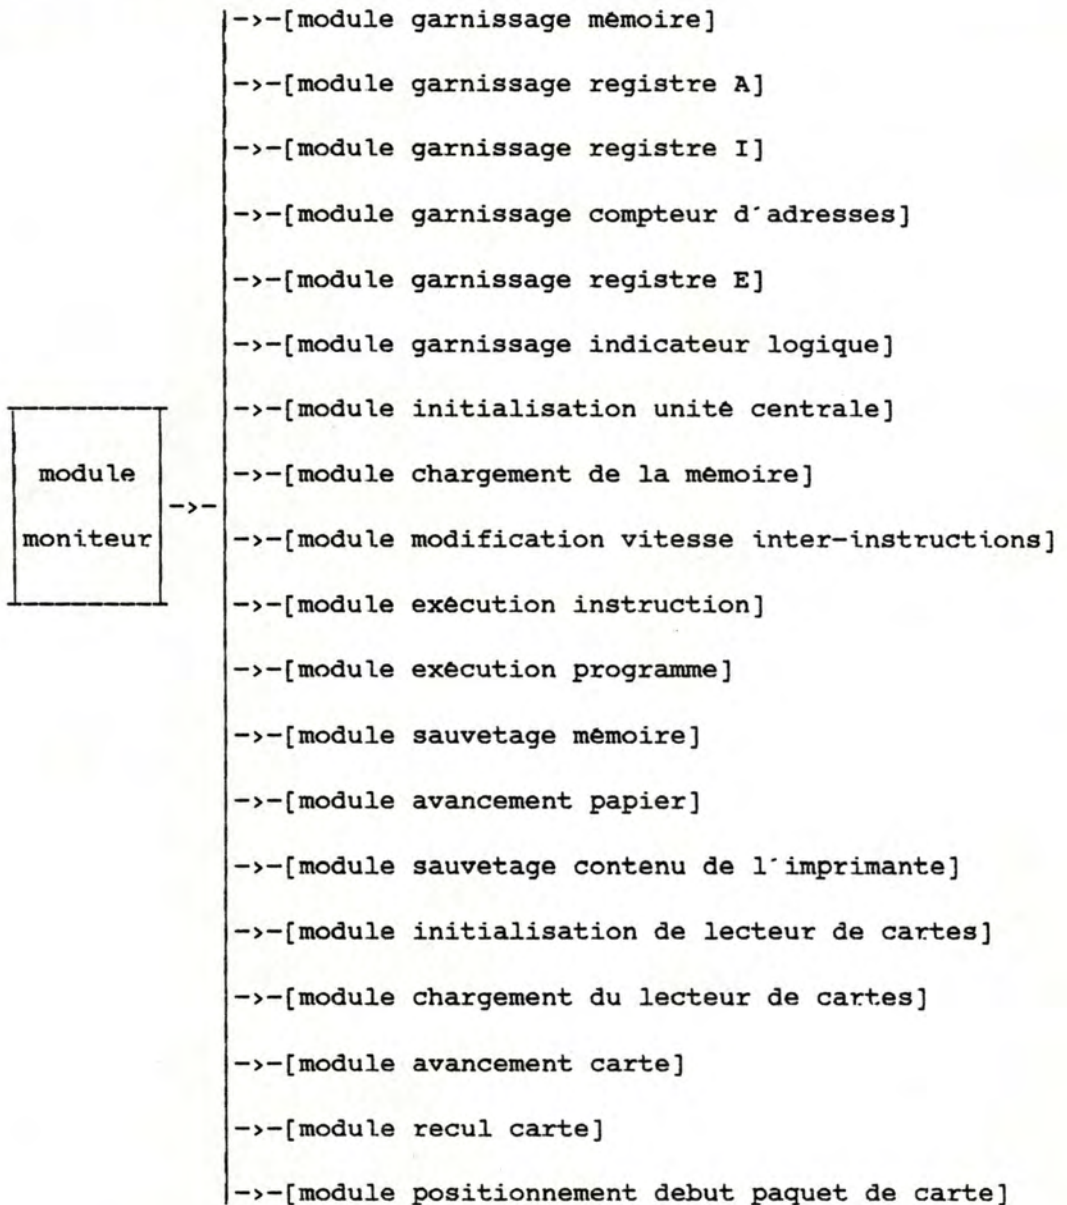 ->-[module garnissage mémoire]
->-[module garnissage registre A]
->-[module garnissage registre I]
->-[module garnissage compteur d´adresses]
->-[module garnissage registre E]
->-[module garnissage indicateur logique]
->-[module initialisation unité centrale]
module ->-[module chargement de la mémoire]
->-
moniteur ->-[module modification vitesse inter-instructions]
->-[module exécution instruction]
->-[module exécution programme]
->-[module sauvetage mémoire]
->-[module avancement papier]
->-[module sauvetage contenu de l´imprimante]
->-[module initialisation de lecteur de cartes]
->-[module chargement du lecteur de cartes]
->-[module avancement carte]
->-[module recul carte]
->-[module positionnement debut paquet de carte]